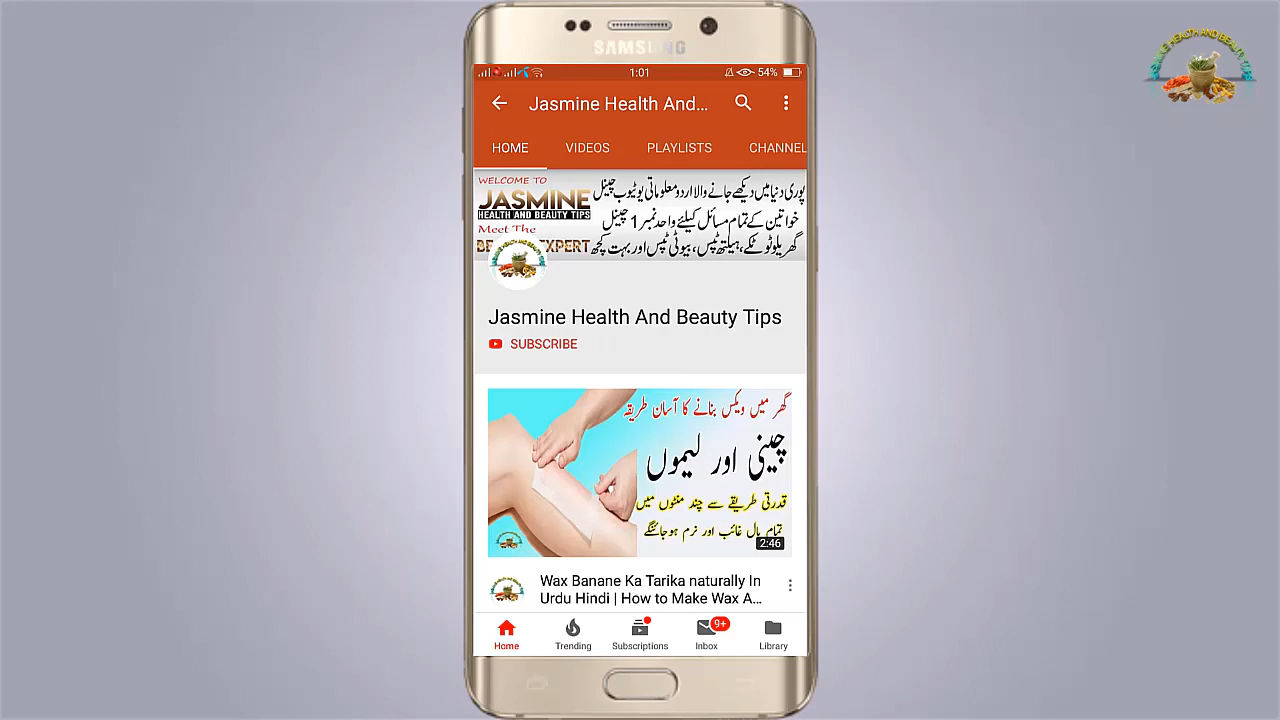 HEALTH AND BEAUTY
SAMSUNG
1:01
54%
Jasmine Health And...
HOME
VIDEOS
PLAYLISTS
CHANNEL
WELCOME TO
JASMINE
HEALTH AND BEAUTY TIPS
Meet The
EXPERT
پوری دنیا میں دیکھے جانے والا اردو معلوماتی یوٹیوب چینل
خواتین کے تمام مسائل کیلئے واحد نمبر 1 چینل
گھریلو ٹوٹکے، ہیلتھ ٹپس، بیوٹی ٹپس اور بہت کچھ
Jasmine Health And Beauty Tips
SUBSCRIBE
گھر میں ویکس بنانے کا آسان طریقہ
چینی اور لیموں
قدرتی طریقے سے چند منٹوں میں
تمام بال غائب اور نرم ہو جائنگے
2:46
Wax Banane Ka Tarika naturally In
Urdu Hindi | How to Make Wax A...
Home
Trending
Subscriptions
9+
Inbox
Library